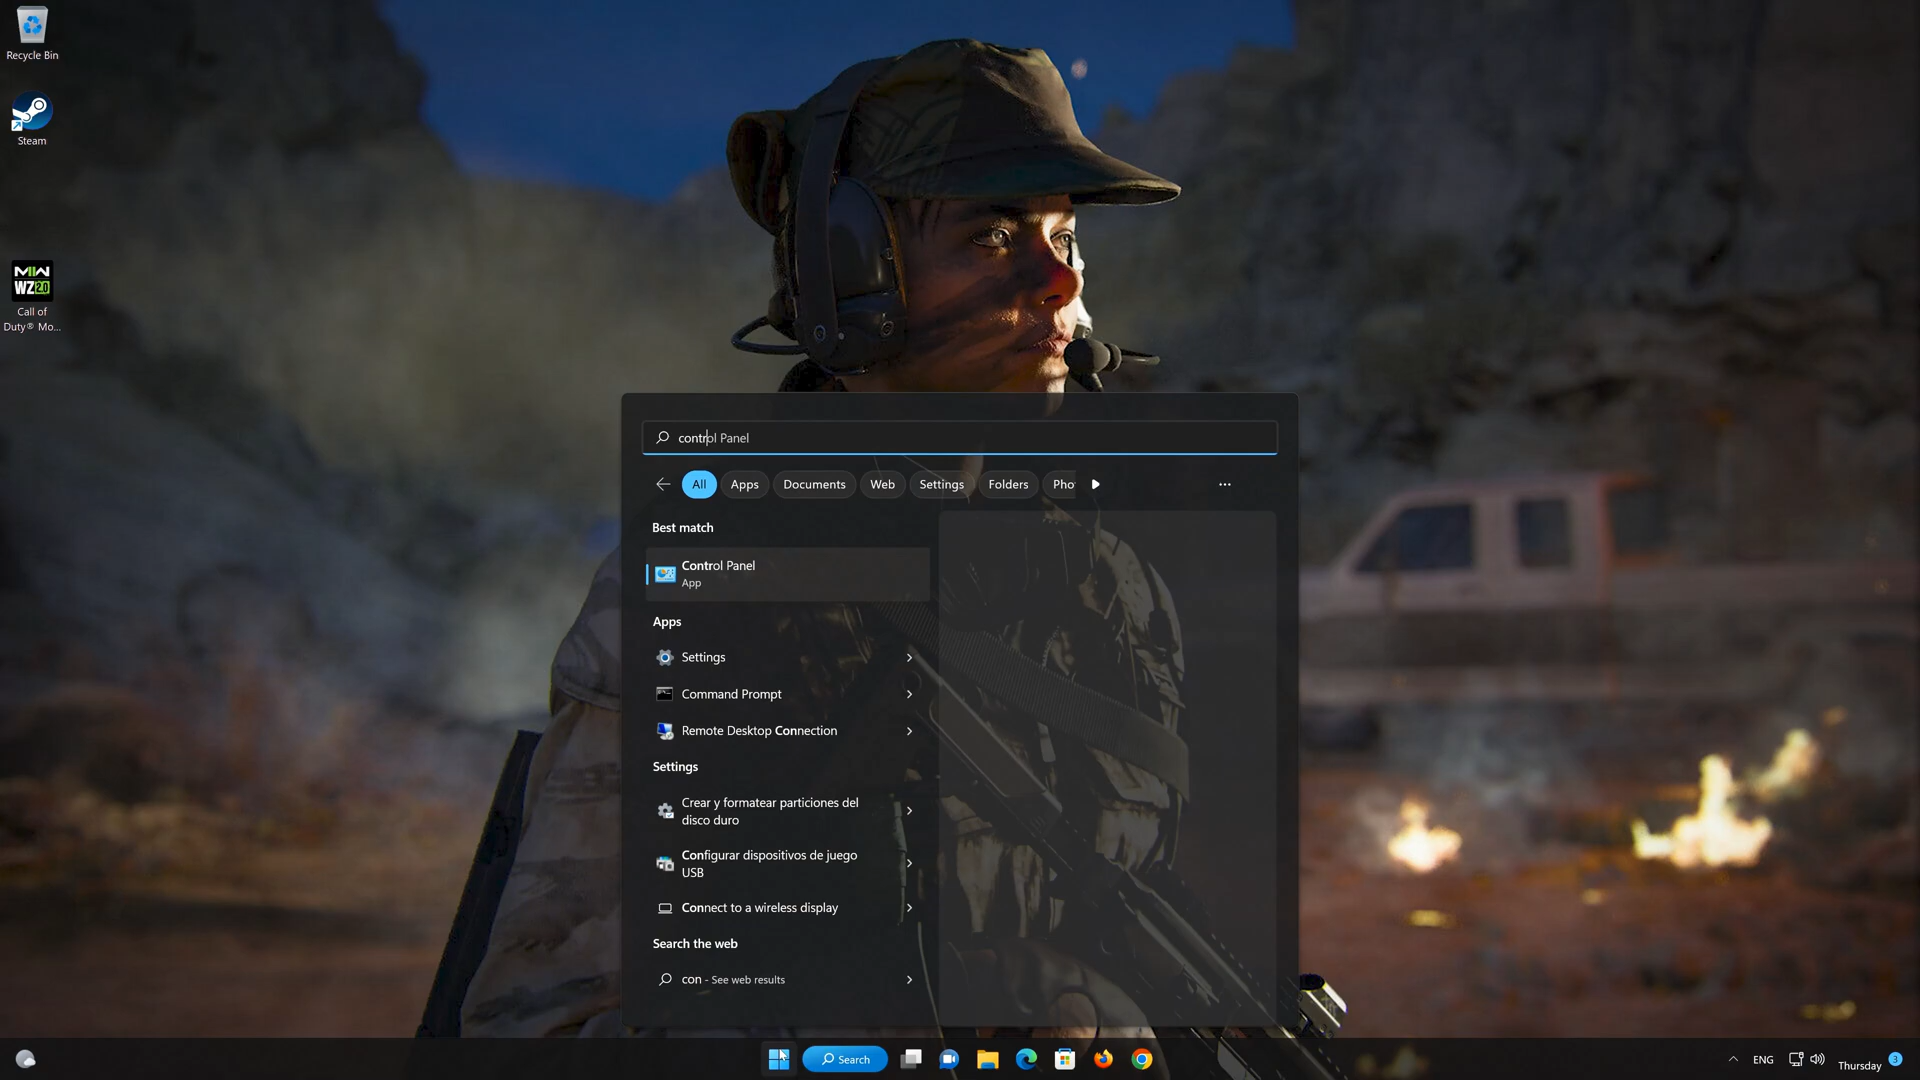 Recycle Bin
Steam
MW
WZ 2.0
Call of
Duty® Mo...
control Panel
All
Apps
Documents
Web
Settings
Folders
Pho
Best match
Control Panel
App
Apps
Settings
Command Prompt
Remote Desktop Connection
Settings
Crear y formatear particiones del
disco duro
Configurar dispositivos de juego
USB
Connect to a wireless display
Search the web
con - See web results
Search
ENG
Thursday
3